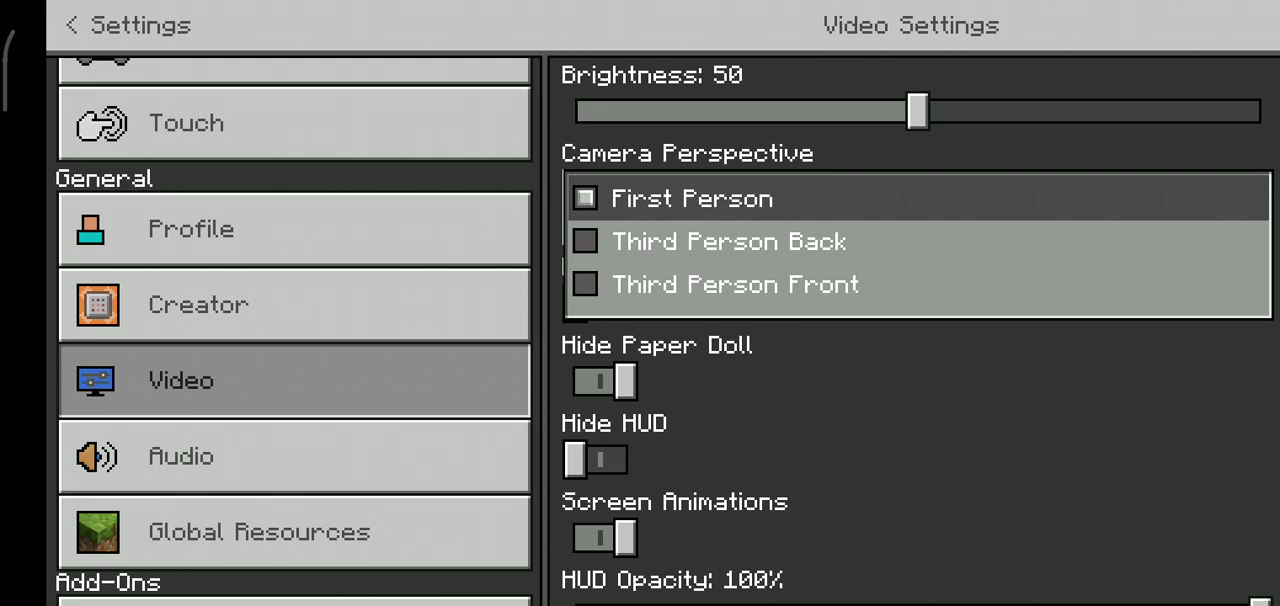 Settings
Video Settings
Touch
General
Profile
Creator
Video
Audio
Global Resources
Add-Ons
Brightness: 50
Camera Perspective
First Person
Third Person Back
Third Person Front
Hide Paper Doll
Hide HUD
Screen Animations
HUD Opacity: 100%